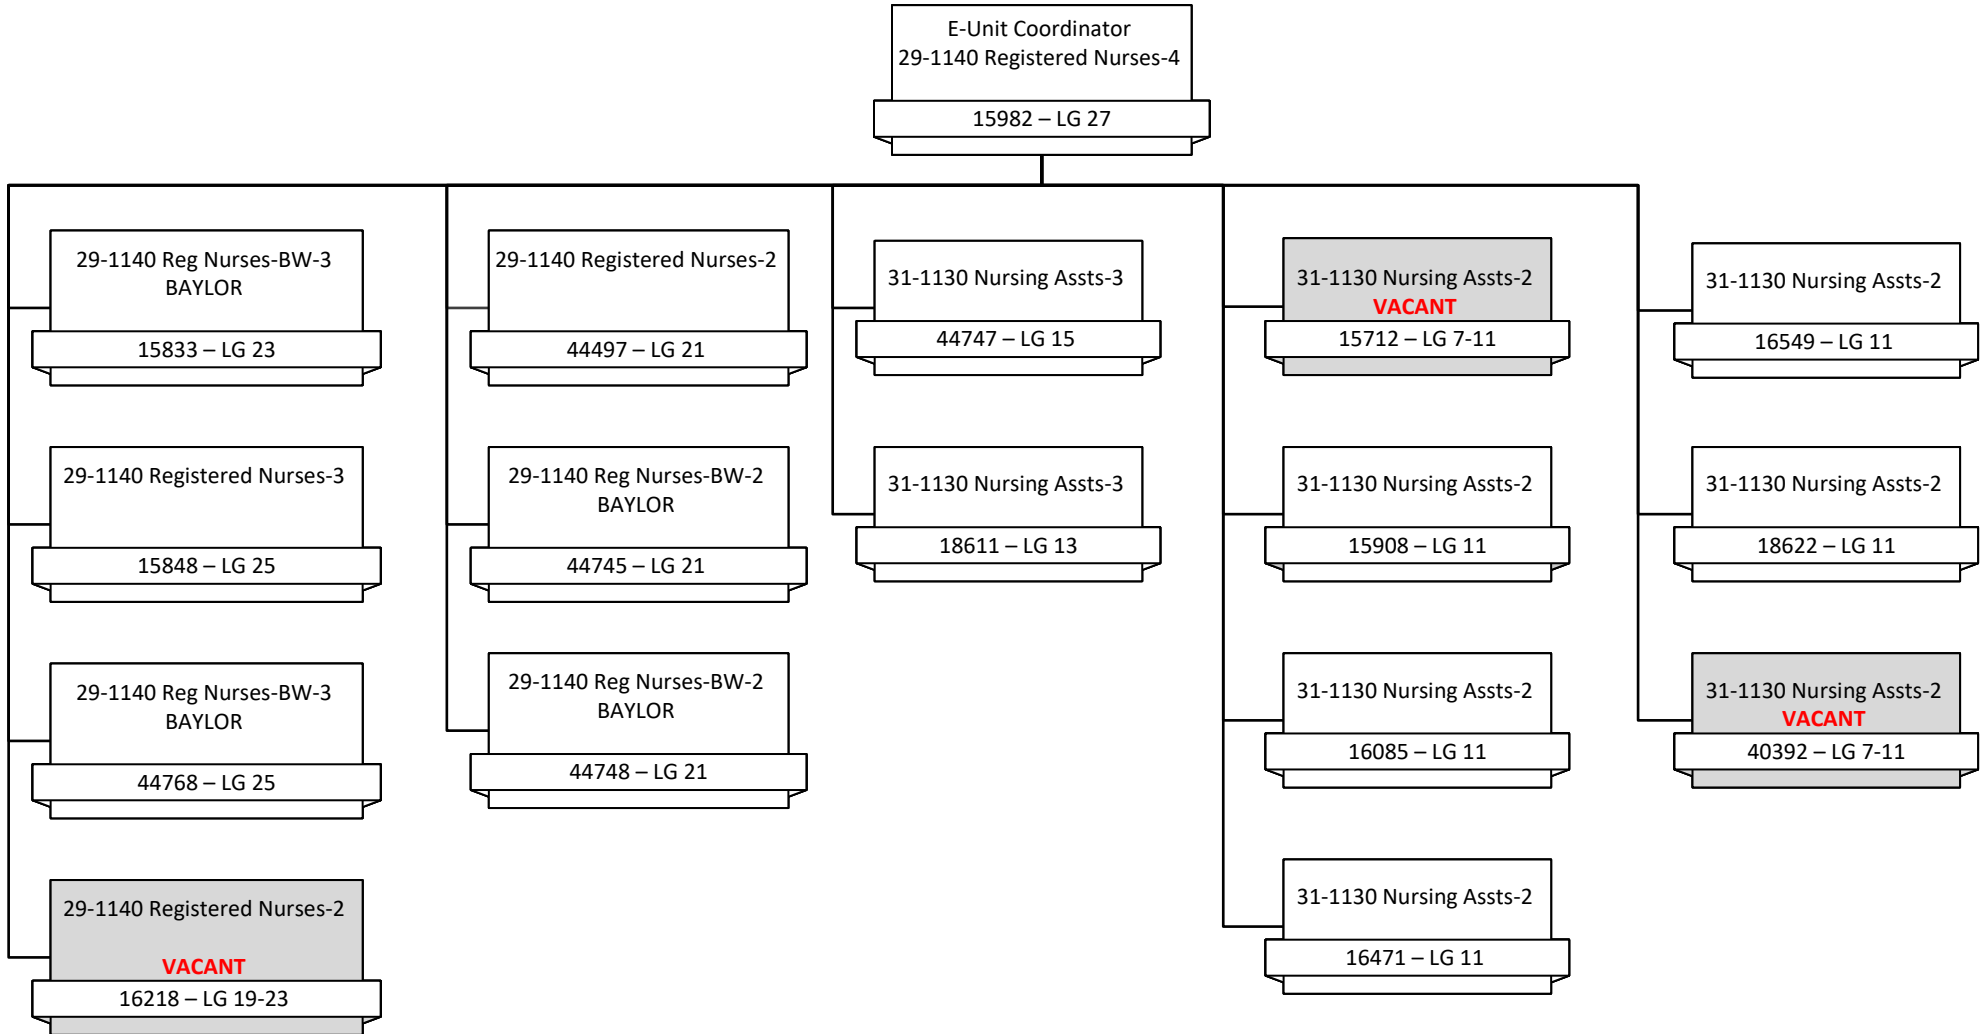 E-Unit Coordinator
29-1140 Registered Nurses-4
15982 – LG 27
29-1140 Reg Nurses-BW-3
BAYLOR
15833 – LG 23
29-1140 Registered Nurses-3
15848 – LG 25
29-1140 Reg Nurses-BW-3
BAYLOR
44768 – LG 25
29-1140 Registered Nurses-2
VACANT
16218 – LG 19-23
29-1140 Registered Nurses-2
44497 – LG 21
29-1140 Reg Nurses-BW-2
BAYLOR
44745 – LG 21
29-1140 Reg Nurses-BW-2
BAYLOR
44748 – LG 21
31-1130 Nursing Assts-3
44747 – LG 15
31-1130 Nursing Assts-3
18611 – LG 13
31-1130 Nursing Assts-2
VACANT
15712 – LG 7-11
31-1130 Nursing Assts-2
15908 – LG 11
31-1130 Nursing Assts-2
16085 – LG 11
31-1130 Nursing Assts-2
16471 – LG 11
31-1130 Nursing Assts-2
16549 – LG 11
31-1130 Nursing Assts-2
18622 – LG 11
31-1130 Nursing Assts-2
VACANT
40392 – LG 7-11